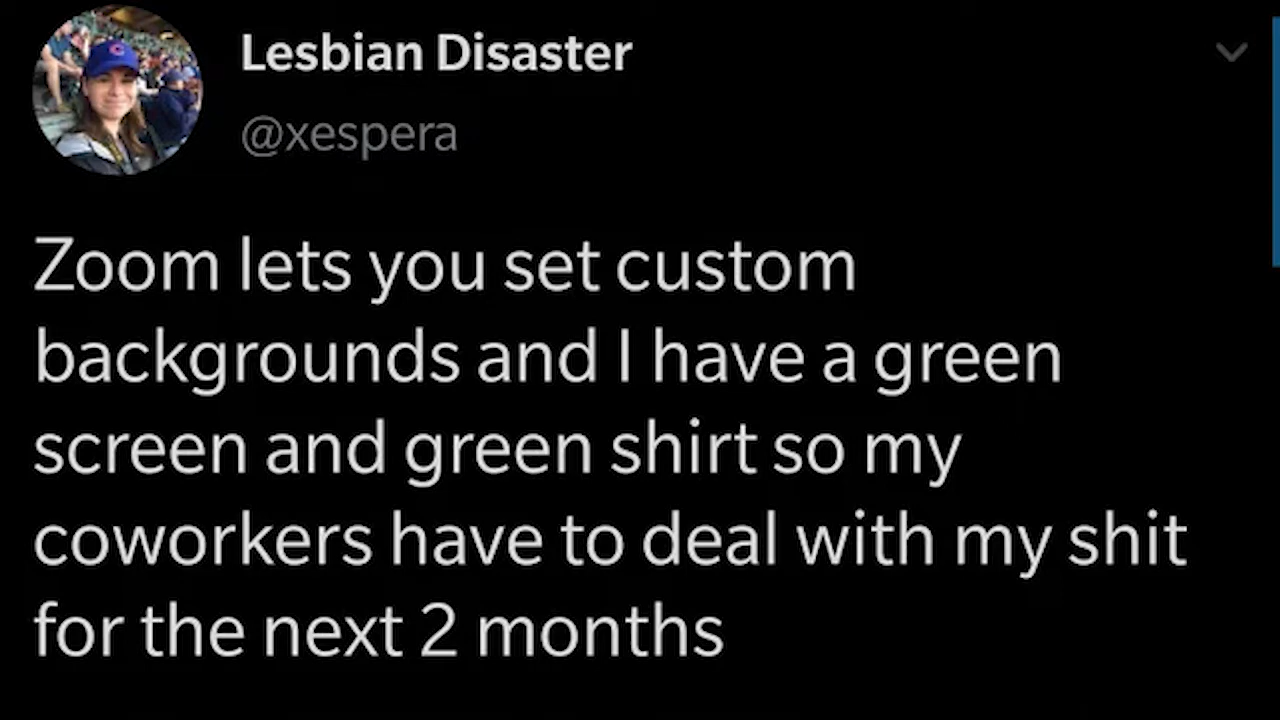 Lesbian Disaster
@xespera
Zoom lets you set custom
backgrounds and I have a green
screen and green shirt so my
coworkers have to deal with my shit
for the next 2 months